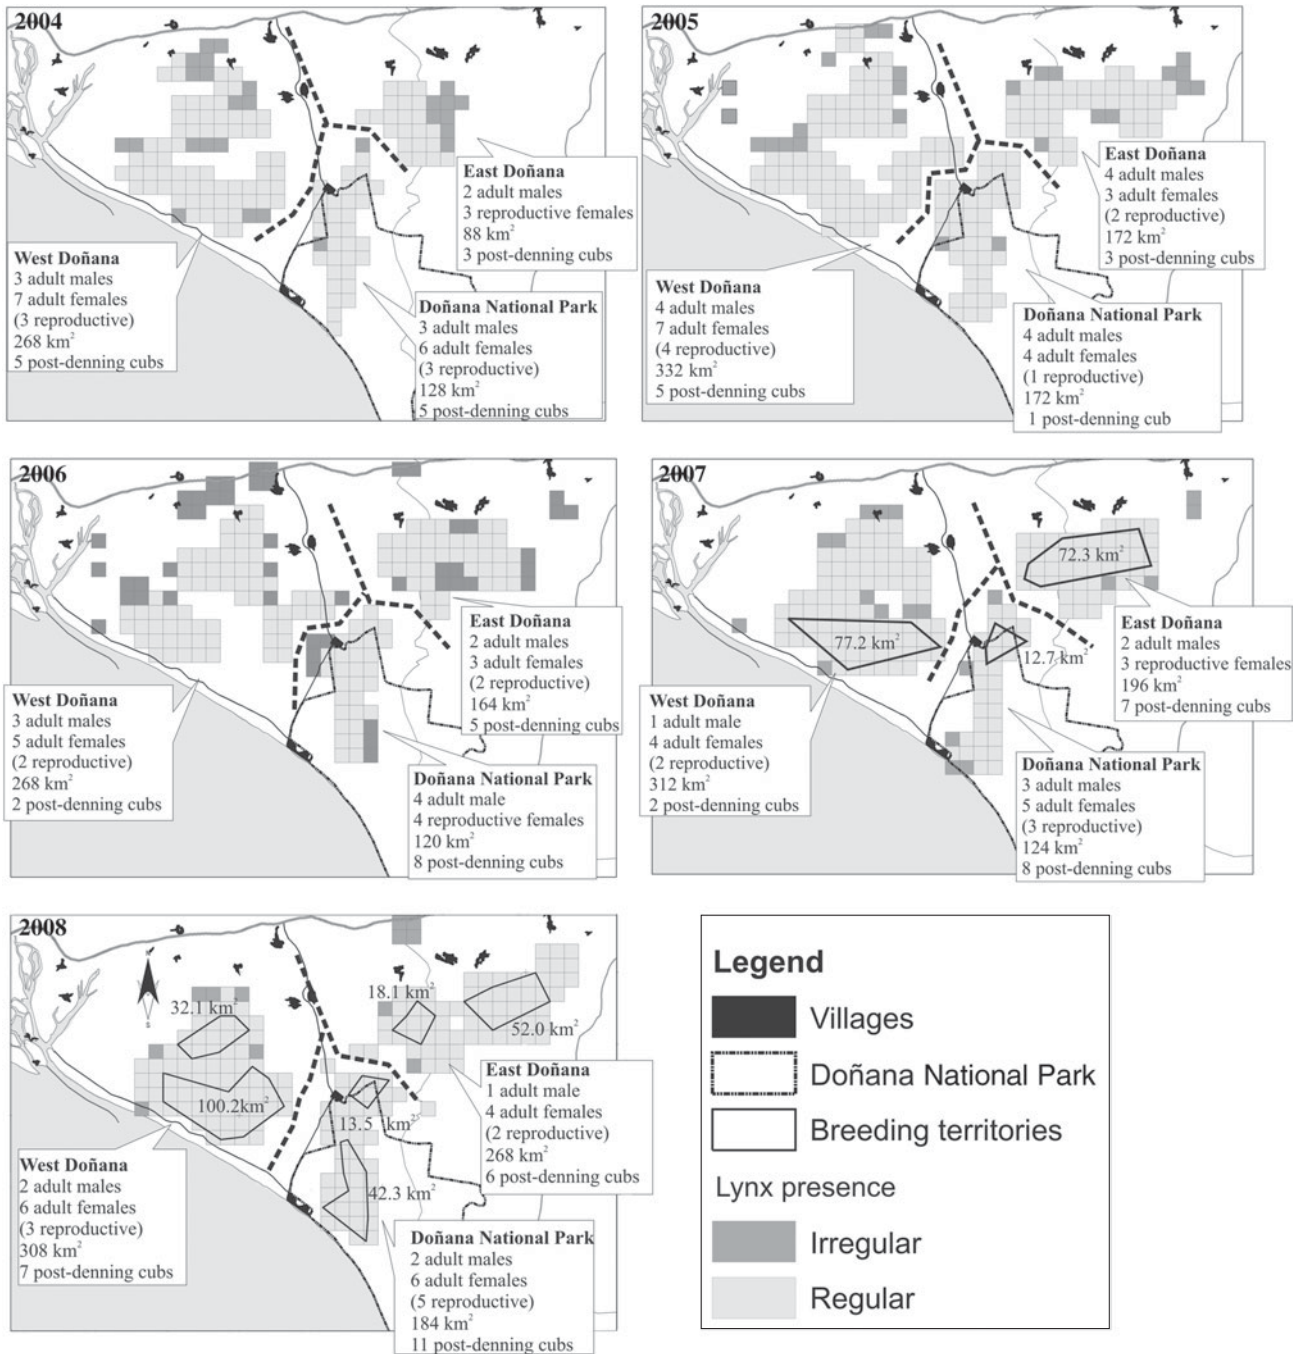 2004
East Doñana
2 adult males
3 reproductive females
88 km²
3 post-denning cubs
West Doñana
3 adult males
7 adult females
(3 reproductive)
268 km²
5 post-denning cubs
Doñana National Park
3 adult males
6 adult females
(3 reproductive)
128 km²
5 post-denning cubs
2005
East Doñana
4 adult males
3 adult females
(2 reproductive)
172 km²
3 post-denning cubs
West Doñana
4 adult males
7 adult females
(4 reproductive)
332 km²
5 post-denning cubs
Doñana National Park
4 adult males
4 adult females
(1 reproductive)
172 km²
1 post-denning cub
2006
East Doñana
2 adult males
3 adult females
(2 reproductive)
164 km²
5 post-denning cubs
West Doñana
3 adult males
5 adult females
(2 reproductive)
268 km²
2 post-denning cubs
Doñana National Park
4 adult male
4 reproductive females
120 km²
8 post-denning cubs
2007
72.3 km²
77.2 km²
12.7 km²
East Doñana
2 adult males
3 reproductive females
196 km²
7 post-denning cubs
West Doñana
1 adult male
4 adult females
(2 reproductive)
312 km²
2 post-denning cubs
Doñana National Park
3 adult males
5 adult females
(3 reproductive)
124 km²
8 post-denning cubs
2008
N
S
32.1 km²
18.1 km²
52.0 km²
100.2km²
13.5 km²
42.3 km²
East Doñana
1 adult male
4 adult females
(2 reproductive)
268 km²
6 post-denning cubs
West Doñana
2 adult males
6 adult females
(3 reproductive)
308 km²
7 post-denning cubs
Doñana National Park
2 adult males
6 adult females
(5 reproductive)
184 km²
11 post-denning cubs
Legend
Villages
Doñana National Park
Breeding territories
Lynx presence
Irregular
Regular